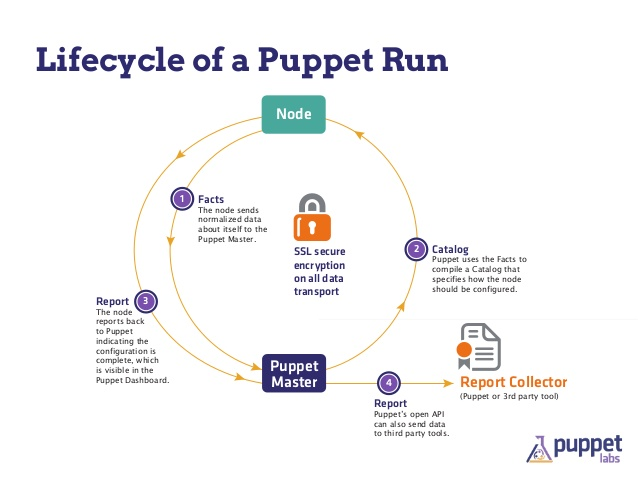 Lifecycle of a Puppet Run
Node
1
Facts
The node sends
normalized data
about itself to the
Puppet Master.
SSL secure
encryption
on all data
transport
2
Catalog
Puppet uses the Facts to
compile a Catalog that
specifies how the node
should be configured.
Report
3
The node
reports back
to Puppet
indicating the
configuration is
complete, which
is visible in the
Puppet Dashboard.
Puppet
Master
4
Report
Puppet's open API
can also send data
to third party tools.
Report Collector
(Puppet or 3rd party tool)
puppet
labs